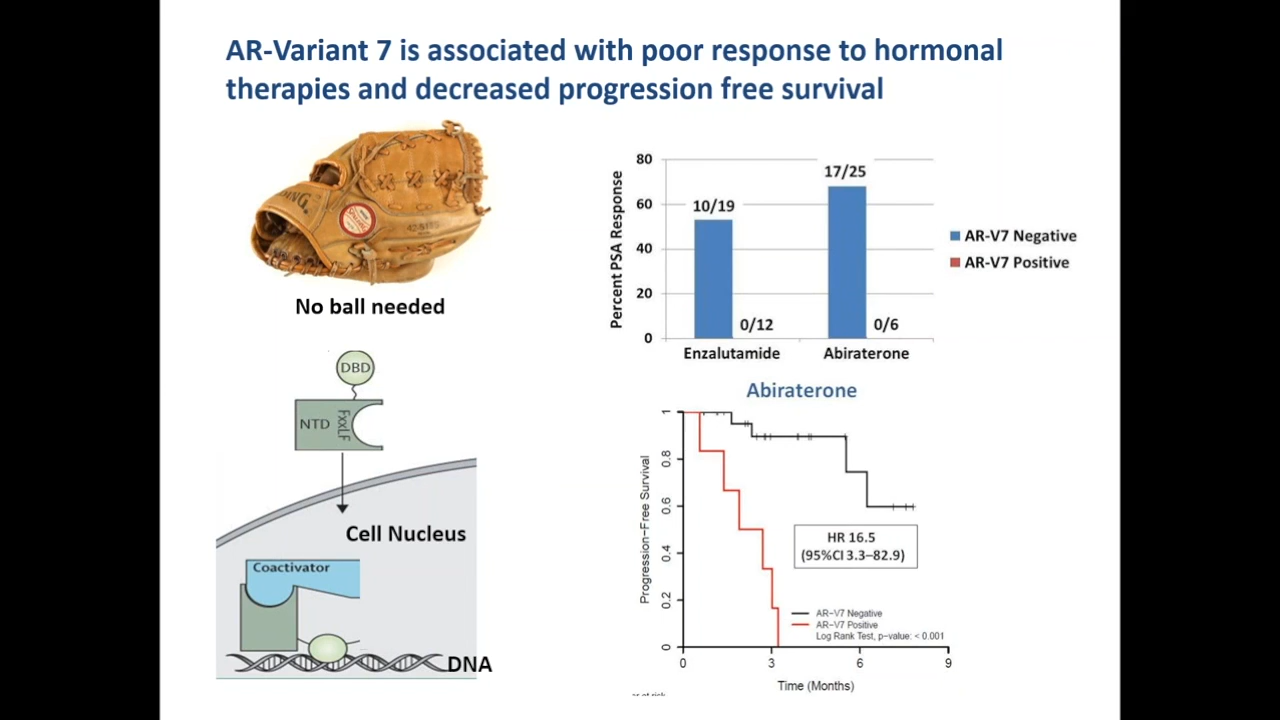 AR-Variant 7 is associated with poor response to hormonal
therapies and decreased progression free survival
No ball needed
DBD
NTD
FxxLF
Cell Nucleus
Coactivator
DNA
Percent PSA Response
80
60
40
20
0
17/25
10/19
0/12
0/6
Enzalutamide
Abiraterone
AR-V7 Negative
AR-V7 Positive
Abiraterone
Progression-Free Survival
1
0.8
0.6
0.4
0.2
0
HR 16.5
(95%CI 3.3–82.9)
AR-V7 Negative
AR-V7 Positive
Log Rank Test, p-value: < 0.001
0
3
6
9
Time (Months)